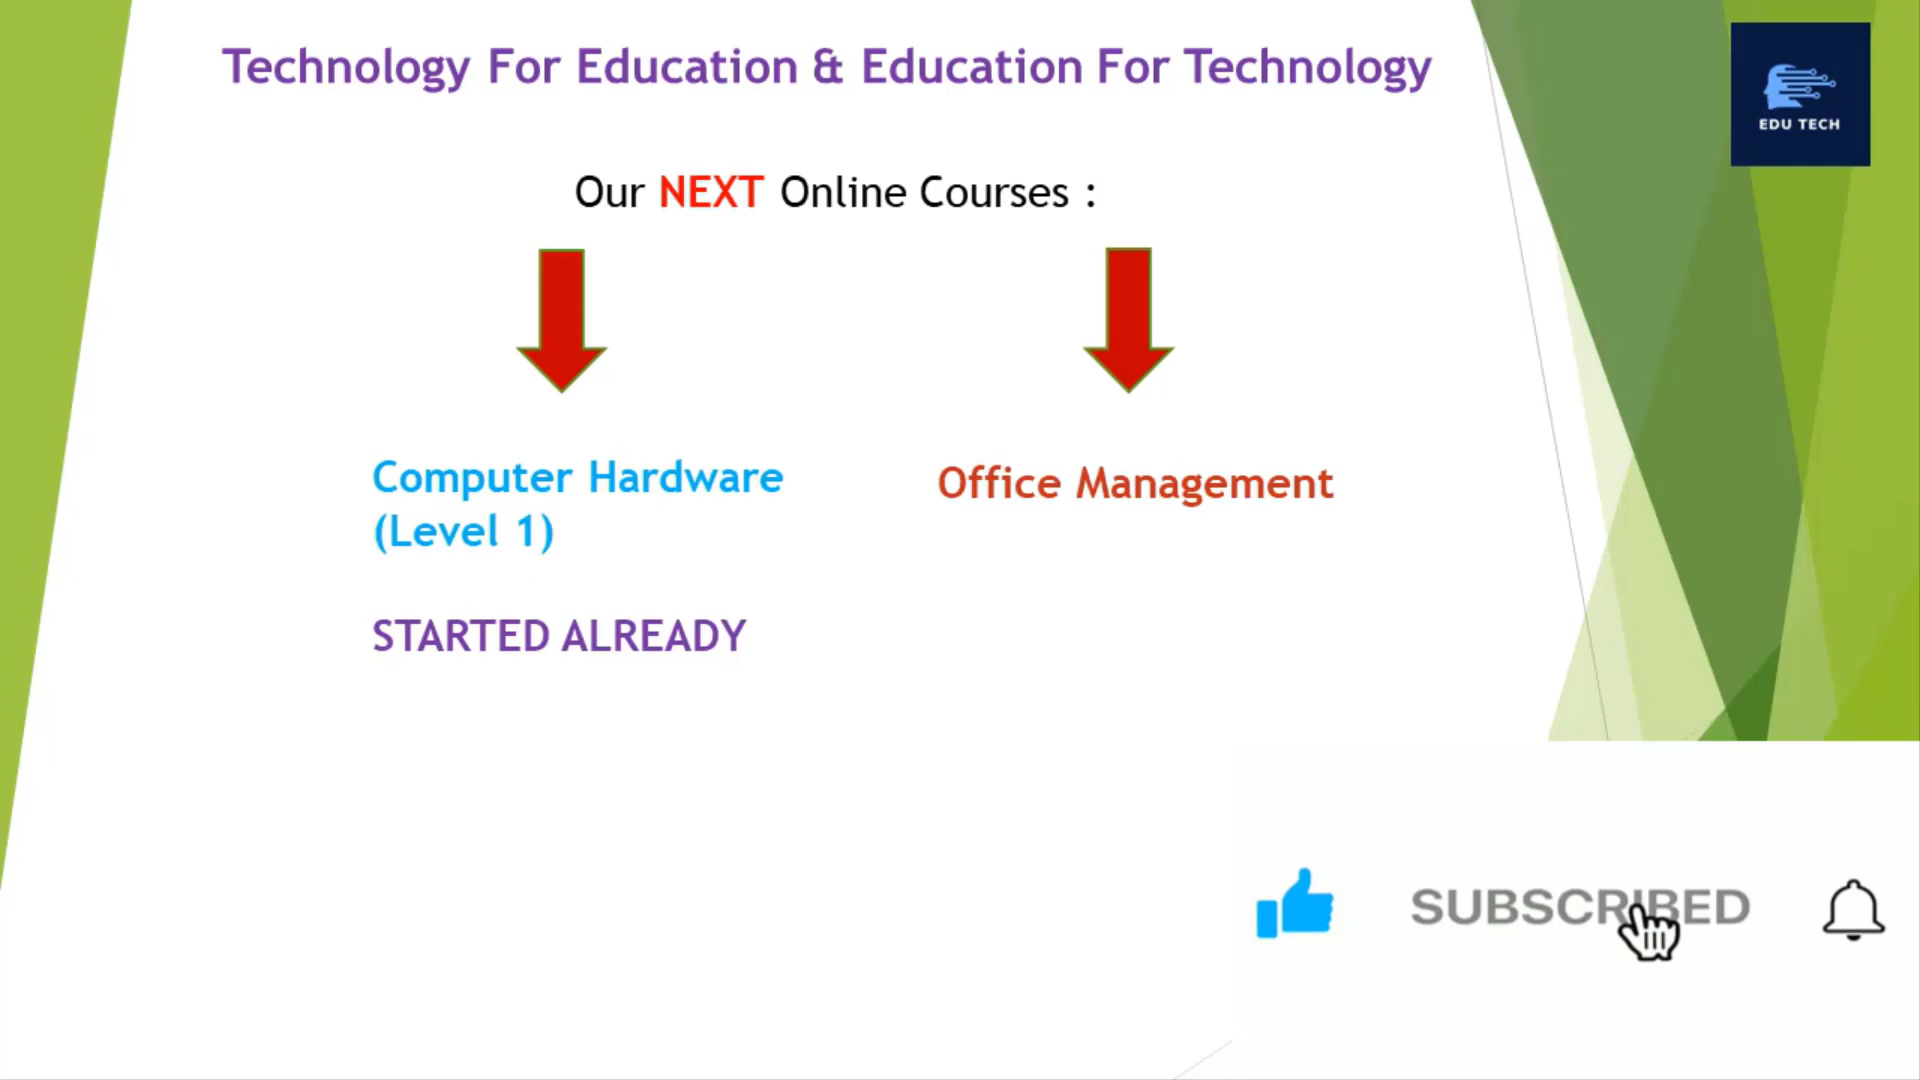 Technology For Education & Education For Technology
EDU TECH
Our NEXT Online Courses :
Computer Hardware
(Level 1)
Office Management
STARTED ALREADY
SUBSCRIBED